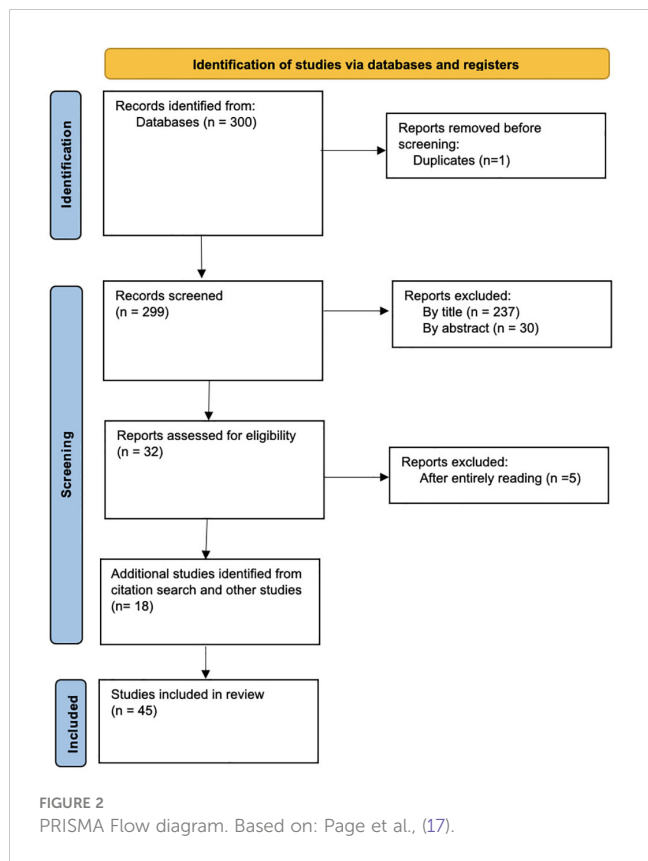 Identification of studies via databases and registers
Identification
Records identified from:
Databases (n = 300)
Reports removed before
screening:
Duplicates (n=1)
Screening
Records screened
(n = 299)
Reports excluded:
By title (n = 237)
By abstract (n = 30)
Reports assessed for eligibility
(n = 32)
Reports excluded:
After entirely reading (n =5)
Additional studies identified from
citation search and other studies
(n= 18)
Included
Studies included in review
(n = 45)
FIGURE 2
PRISMA Flow diagram. Based on: Page et al., (17).